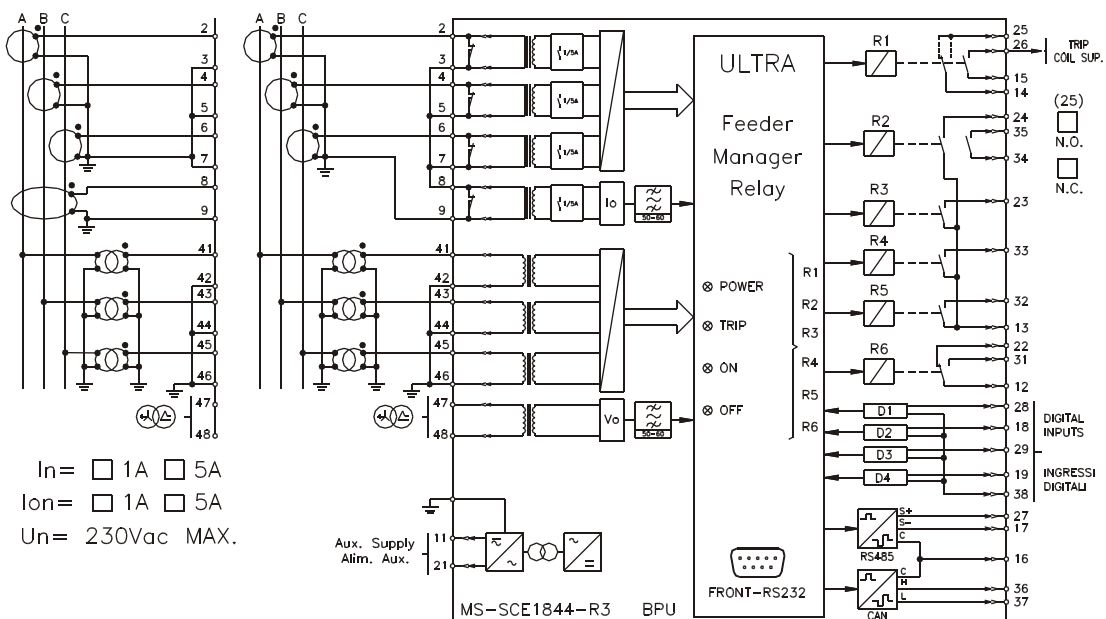 A B C
2
3
4
5
6
7
8
9
41
42
43
44
45
46
47
48
In= 1A 5A
Ion= 1A 5A
Un= 230Vac MAX.
A B C
2
3
4
5
6
7
8
9
41
42
43
44
45
46
47
48
Aux. Supply
Alim. Aux.
11
21
1/5A
1/5A
1/5A
1/5A
Io
50-60
Vo
50-60
MS-SCE1844-R3 BPU
ULTRA
Feeder
Manager
Relay
POWER
TRIP
ON
OFF
R1
R2
R3
R4
R5
R6
FRONT-RS232
R1
R2
R3
R4
R5
R6
D1
D2
D3
D4
S+
S-
C
RS485
C
H
L
CAN
25
26
15
14
24
35
34
23
33
32
13
22
31
12
28
18
29
19
38
27
17
16
36
37
TRIP
COIL SUP.
(25)
N.O.
N.C.
DIGITAL
INPUTS
INGRESSI
DIGITALI